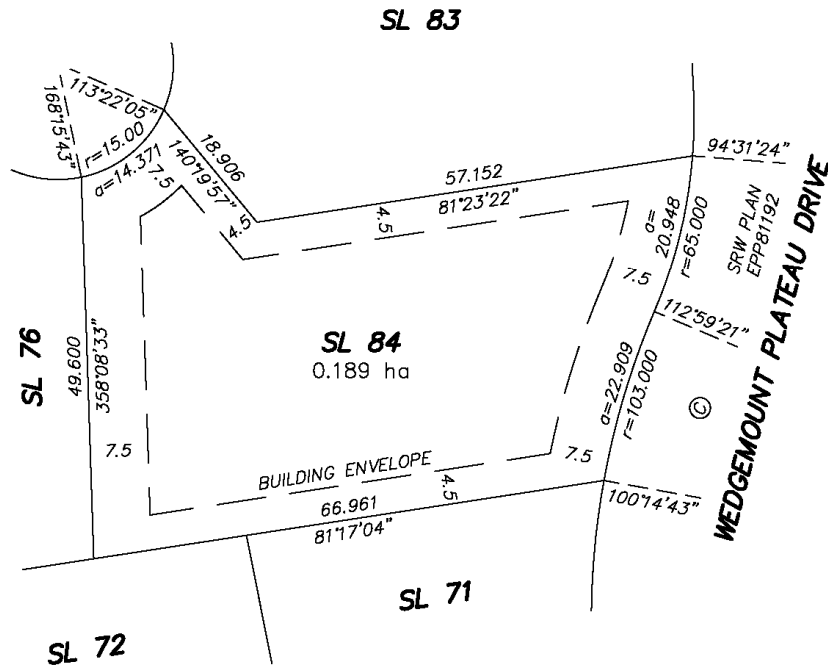 SL 83
113°22'05"
168°15'43"
r=15.00
a=14.371
7.5
18.906
140°19'57"
4.5
57.152
81°23'22"
4.5
94°31'24"
a=
20.948
r=65.000
SRW PLAN
EPP81192
7.5
112°59'21"
WEDGEMOUNT PLATEAU DRIVE
SL 76
49.600
358°08'33"
SL 84
0.189 ha
a=22.909
r=103.000
C
7.5
BUILDING ENVELOPE
7.5
66.961
4.5
81°17'04"
100°14'43"
SL 71
SL 72